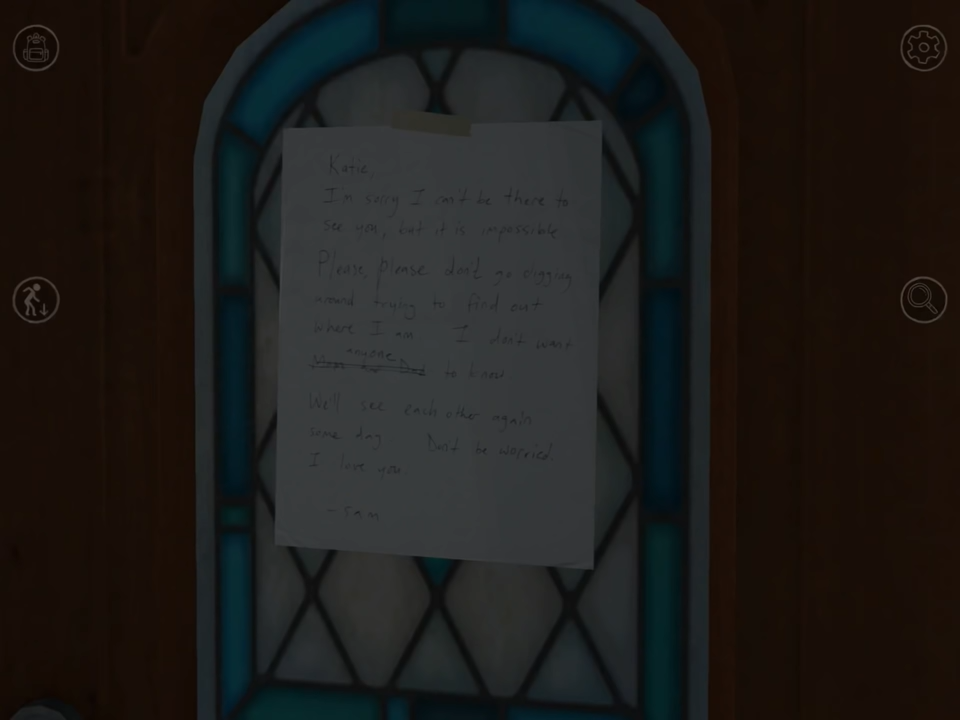 Katie,
I'm sorry I can't be there to
see you, but it is impossible
Please, please don't go digging
around trying to find out
where I am I don't want
anyone
to know.
We'll see each other again
some day Don't be worried.
I love you.
- Sam